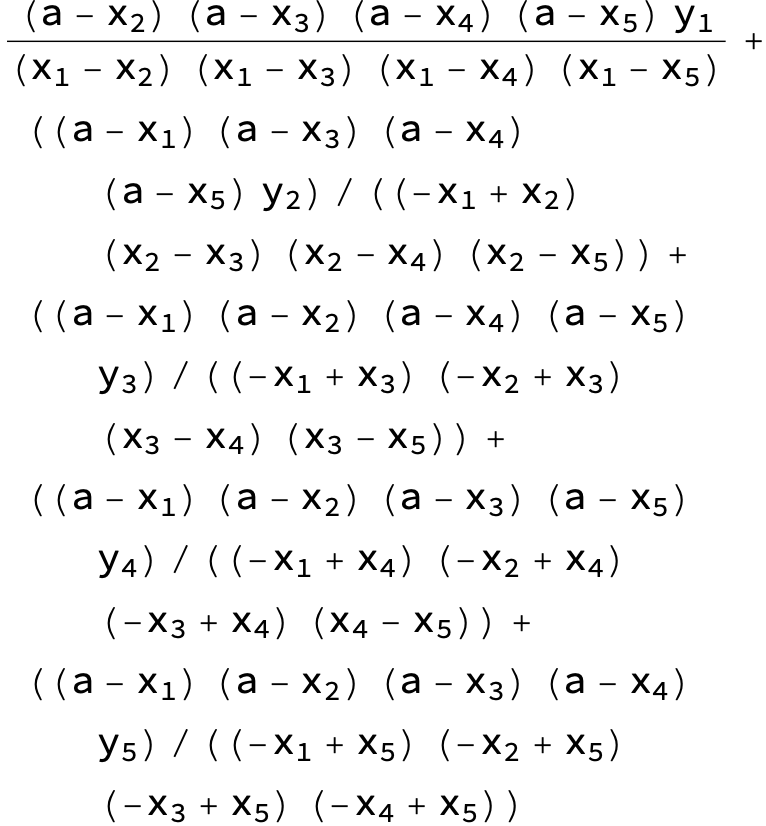 (a – x₂) (a – x₃) (a – x₄) (a – x₅) y₁
(x₁ – x₂) (x₁ – x₃) (x₁ – x₄) (x₁ – x₅) +
((a – x₁) (a – x₃) (a – x₄)
(a – x₅) y₂) / ((–x₁ + x₂)
(x₂ – x₃) (x₂ – x₄) (x₂ – x₅)) +
((a – x₁) (a – x₂) (a – x₄) (a – x₅)
y₃) / ((–x₁ + x₃) (–x₂ + x₃)
(x₃ – x₄) (x₃ – x₅)) +
((a – x₁) (a – x₂) (a – x₃) (a – x₅)
y₄) / ((–x₁ + x₄) (–x₂ + x₄)
(–x₃ + x₄) (x₄ – x₅)) +
((a – x₁) (a – x₂) (a – x₃) (a – x₄)
y₅) / ((–x₁ + x₅) (–x₂ + x₅)
(–x₃ + x₅) (–x₄ + x₅))